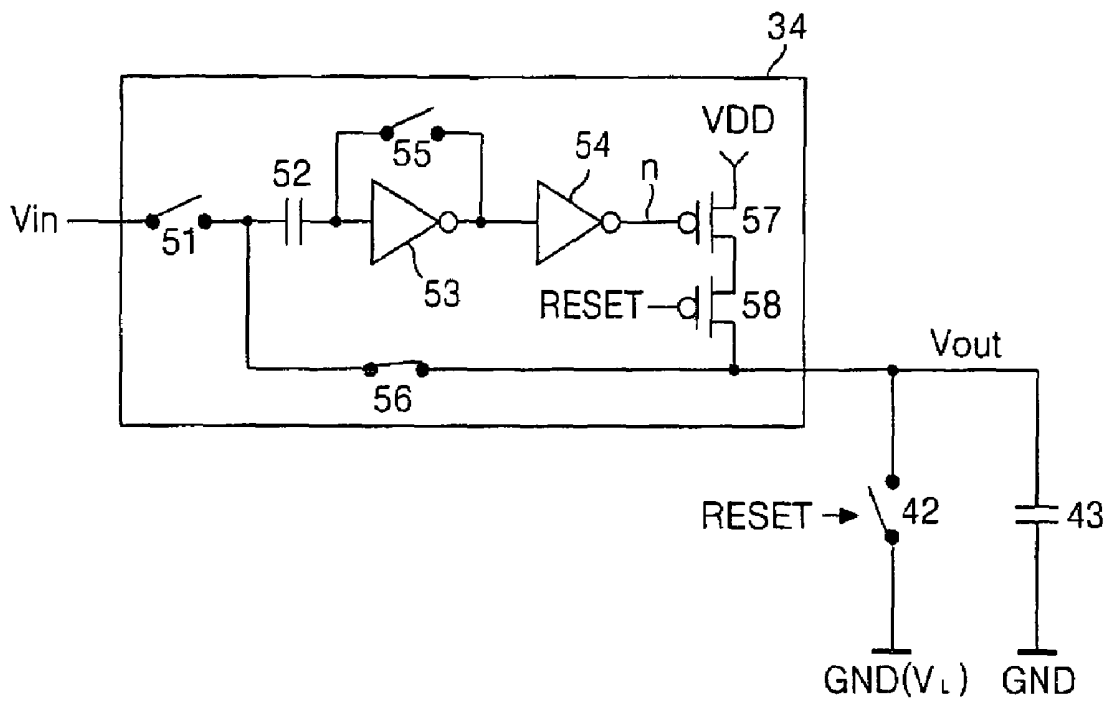 34
VDD
55
54
52
n
Vin
51
57
53
RESET
58
Vout
56
RESET
42
43
GND(VL)
GND